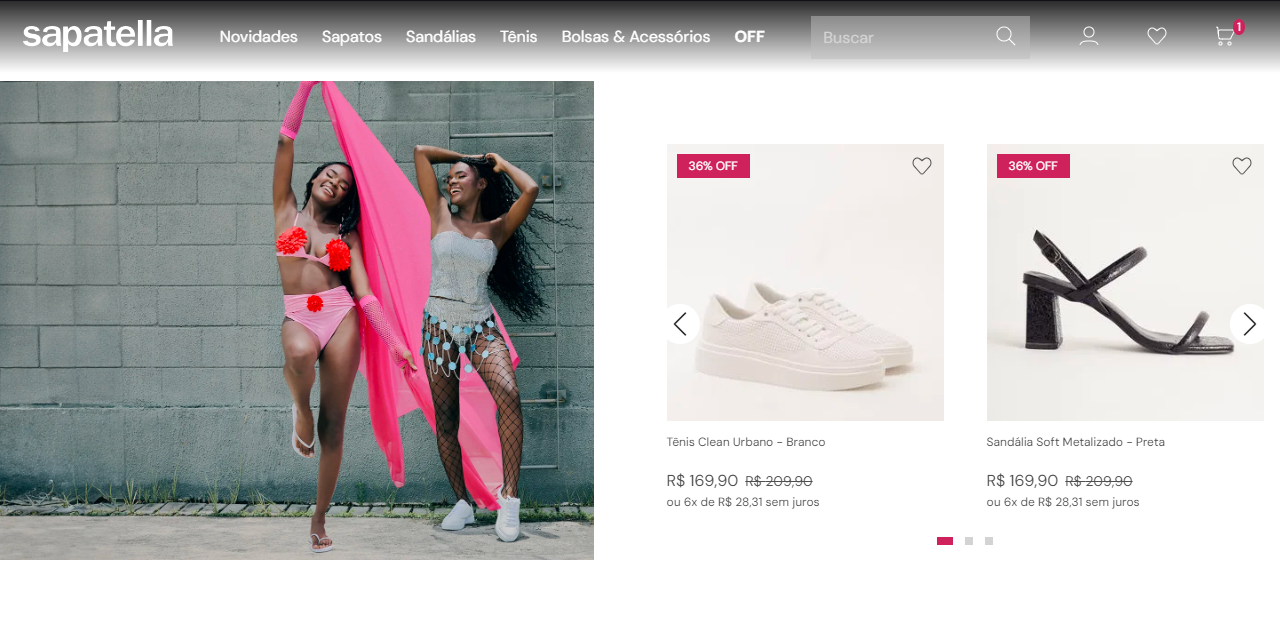 sapatella Novidades Sapatos Sandálias Tênis Bolsas & Acessórios OFF Buscar 1
36% OFF
36% OFF
Tênis Clean Urbano - Branco
R$ 169,90 R$ 209,90
ou 6x de R$ 28,31 sem juros
Sandália Soft Metalizado - Preta
R$ 169,90 R$ 209,90
ou 6x de R$ 28,31 sem juros